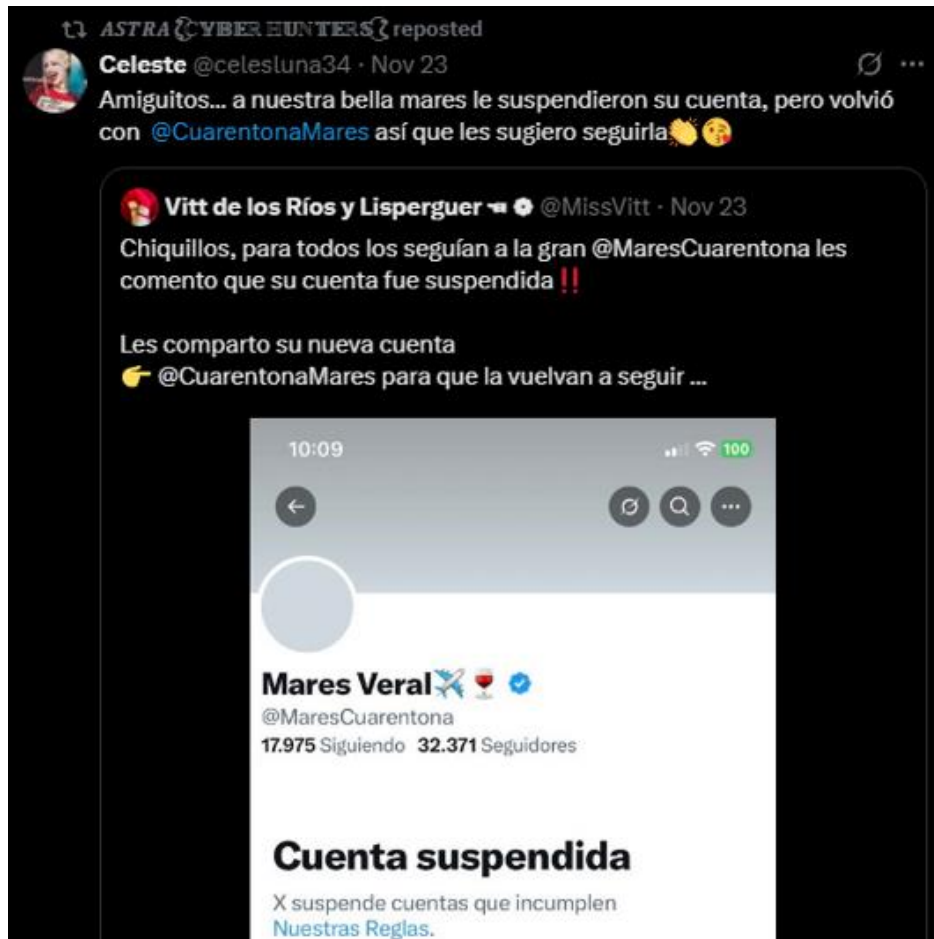 ASTRA CYBER HUNTERS reposted
Celeste @celesluna34 · Nov 23
Amiguitos... a nuestra bella mares le suspendieron su cuenta, pero volvió
con @CuarentonaMares así que les sugiero seguirla👏😘
Vitt de los Ríos y Lisperguer @MissVitt · Nov 23
Chiquillos, para todos los seguían a la gran @MaresCuarentona les
comento que su cuenta fue suspendida‼️
Les comparto su nueva cuenta
👉 @CuarentonaMares para que la vuelvan a seguir ...
10:09
100
Mares Veral✈️🍷
@MaresCuarentona
17.975 Siguiendo 32.371 Seguidores
Cuenta suspendida
X suspende cuentas que incumplen
Nuestras Reglas.